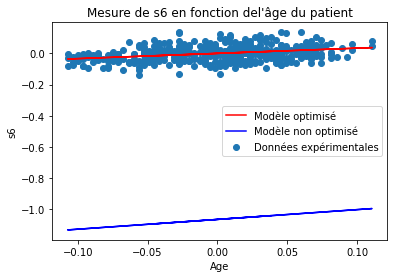 Mesure de s6 en fonction del'âge du patient
0.0
−0.2
−0.4
−0.6
−0.8
−1.0
s6
Modèle optimisé
Modèle non optimisé
Données expérimentales
−0.10
−0.05
0.00
0.05
0.10
Age